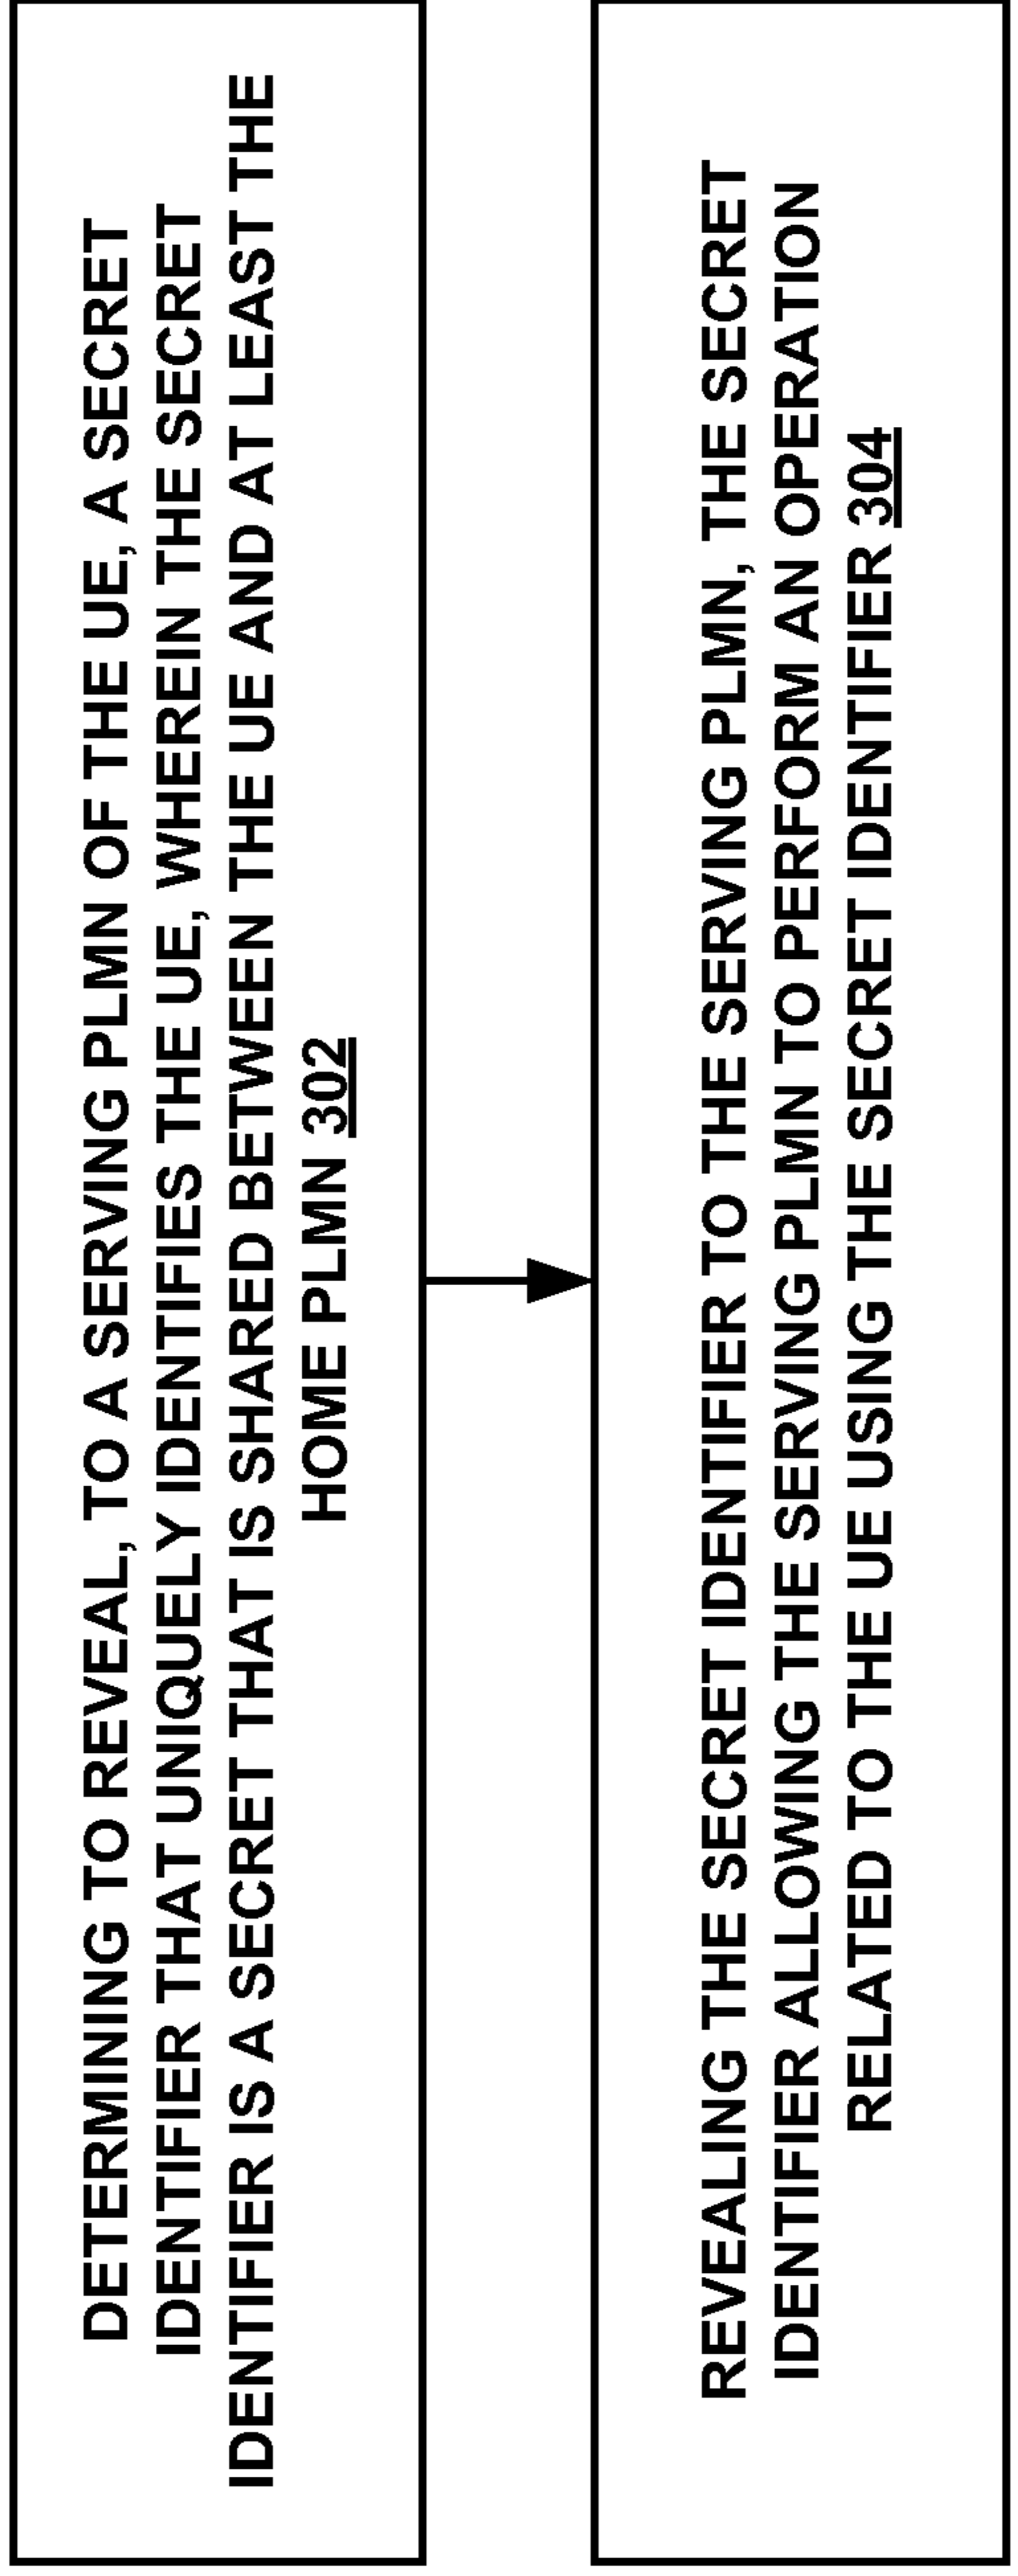 DETERMINING TO REVEAL, TO A SERVING PLMN OF THE UE, A SECRET
IDENTIFIER THAT UNIQUELY IDENTIFIES THE UE, WHEREIN THE SECRET
IDENTIFIER IS A SECRET THAT IS SHARED BETWEEN THE UE AND AT LEAST THE
HOME PLMN 302
REVEALING THE SECRET IDENTIFIER TO THE SERVING PLMN, THE SECRET
IDENTIFIER ALLOWING THE SERVING PLMN TO PERFORM AN OPERATION
RELATED TO THE UE USING THE SECRET IDENTIFIER 304